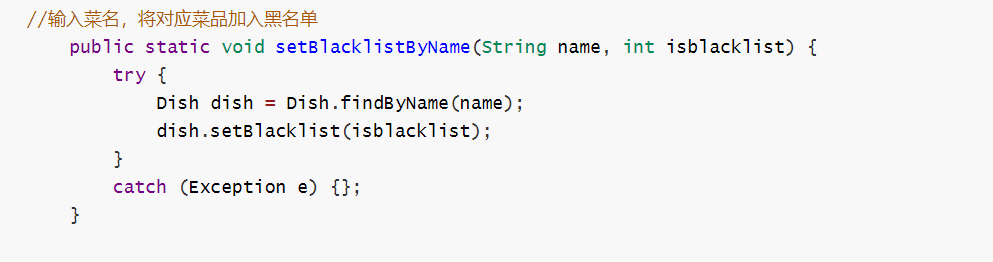 //输入菜名，将对应菜品加入黑名单
public static void setBlacklistByName(String name, int isblacklist) {
try {
Dish dish = Dish.findByName(name);
dish.setBlacklist(isblacklist);
}
catch (Exception e) {};
}